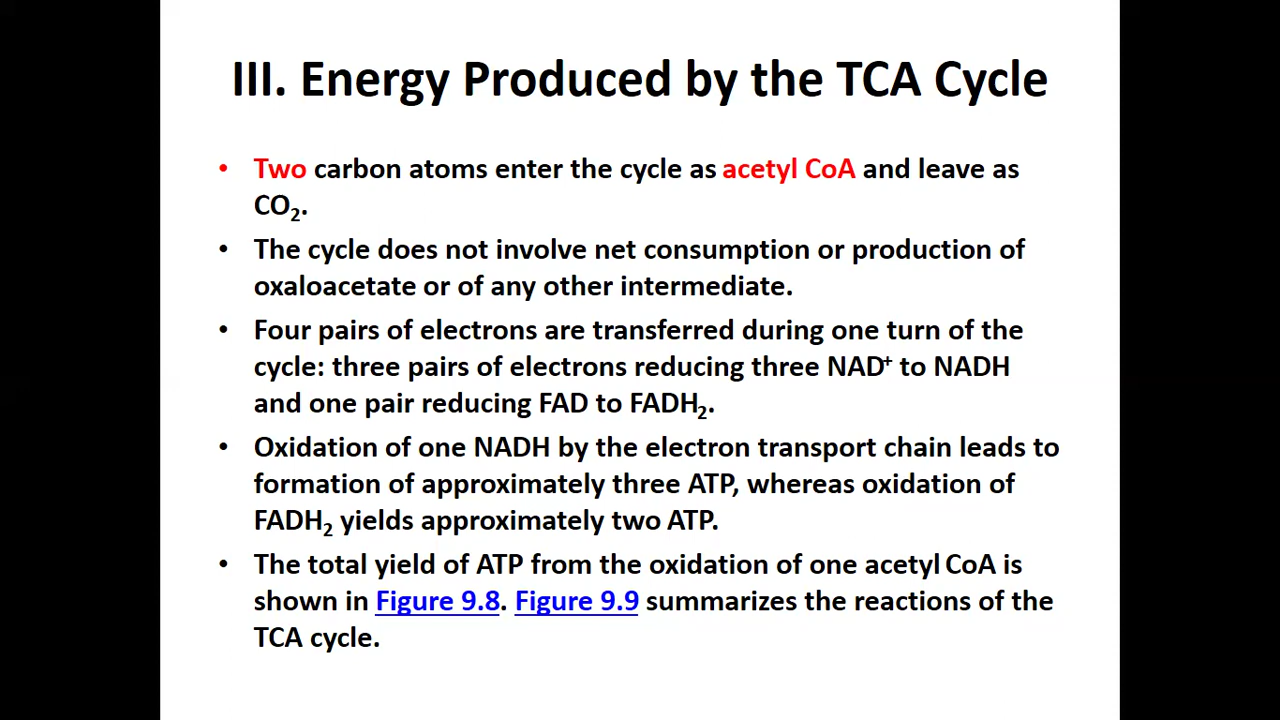 III. Energy Produced by the TCA Cycle
• Two carbon atoms enter the cycle as acetyl CoA and leave as
CO₂.
• The cycle does not involve net consumption or production of
oxaloacetate or of any other intermediate.
• Four pairs of electrons are transferred during one turn of the
cycle: three pairs of electrons reducing three NAD⁺ to NADH
and one pair reducing FAD to FADH₂.
• Oxidation of one NADH by the electron transport chain leads to
formation of approximately three ATP, whereas oxidation of
FADH₂ yields approximately two ATP.
• The total yield of ATP from the oxidation of one acetyl CoA is
shown in Figure 9.8. Figure 9.9 summarizes the reactions of the
TCA cycle.